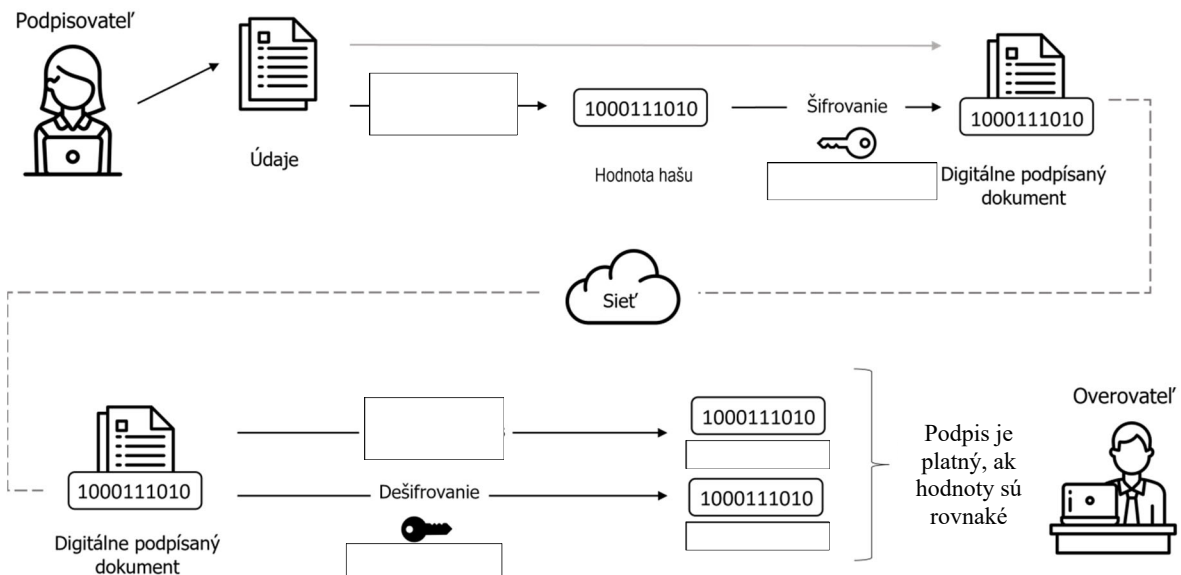 Podpisovateľ
Údaje
1000111010
Hodnota hašu
Šifrovanie
1000111010
Digitálne podpísaný
dokument
Sieť
1000111010
Digitálne podpísaný
dokument
Dešifrovanie
1000111010
1000111010
Podpis je
platný, ak
hodnoty sú
rovnaké
Overovateľ